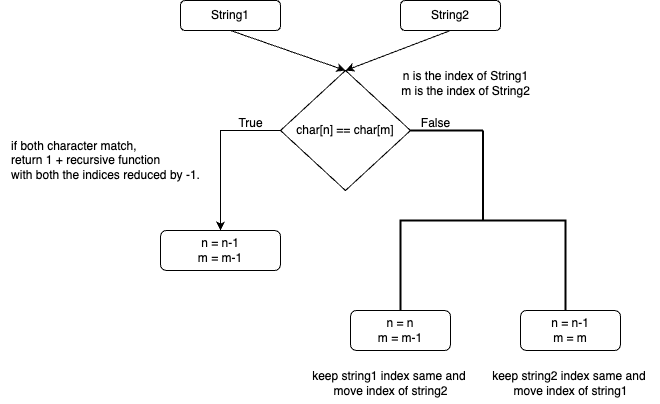 String1
String2
n is the index of String1
m is the index of String2
True
char[n] == char[m]
False
if both character match,
return 1 + recursive function
with both the indices reduced by -1.
n = n-1
m = m-1
n = n
m = m-1
n = n-1
m = m
keep string1 index same and
move index of string2
keep string2 index same and
move index of string1